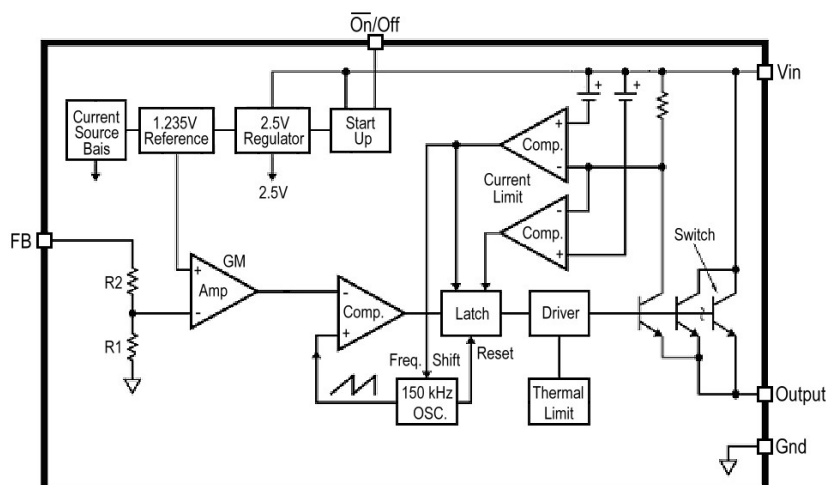 O̅n̅/Off
Vin
Current
Source
Bais
1.235V
Reference
2.5V
Regulator
Start
Up
2.5V
+
+
+
Comp.
-
Current
Limit
-
Comp.
+
FB
R2
R1
GM
+
Amp
-
-
Comp.
+
Latch
Driver
Switch
Freq.
Shift
Reset
150 kHz
OSC.
Thermal
Limit
Output
Gnd